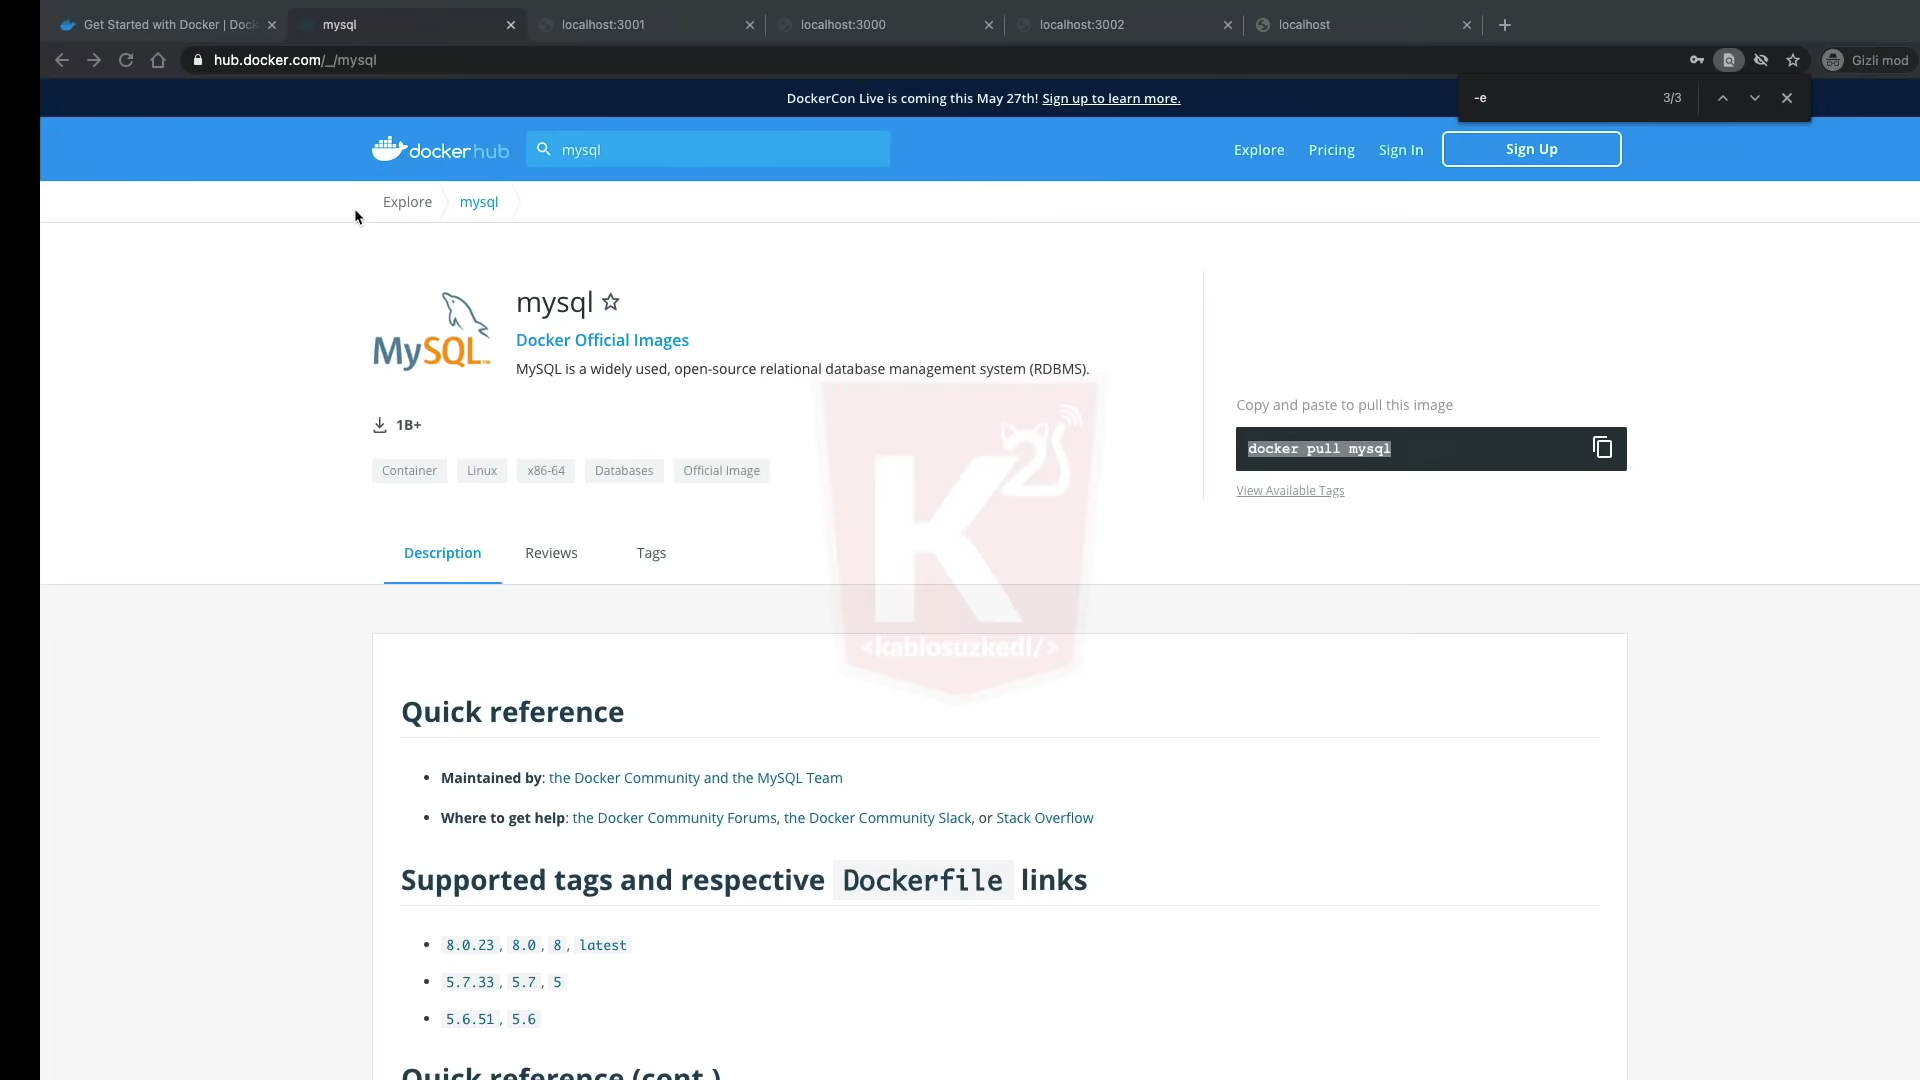 Get Started with Docker | Doc
mysql
localhost:3001
localhost:3000
localhost:3002
localhost
hub.docker.com/_/mysql
Gizli mod
-e
3/3
DockerCon Live is coming this May 27th! Sign up to learn more.
docker hub
mysql
Explore
Pricing
Sign In
Sign Up
Explore
mysql
mysql
Docker Official Images
MySQL is a widely used, open-source relational database management system (RDBMS).
MySQL
1B+
Copy and paste to pull this image
docker pull mysql
View Available Tags
Container
Linux
x86-64
Databases
Official Image
Description
Reviews
Tags
K
<kablosuzkedI/>
Quick reference
• Maintained by: the Docker Community and the MySQL Team
• Where to get help: the Docker Community Forums, the Docker Community Slack, or Stack Overflow
Supported tags and respective Dockerfile links
• 8.0.23, 8.0, 8, latest
• 5.7.33, 5.7, 5
• 5.6.51, 5.6
Quick reference (cont.)